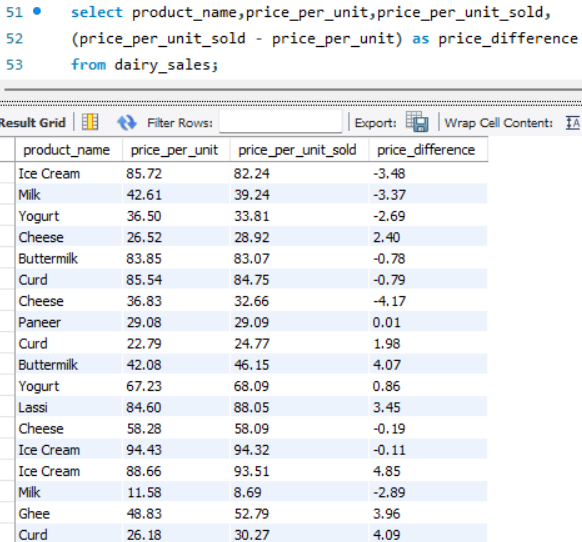 51 select product_name,price_per_unit,price_per_unit_sold,
52 (price_per_unit_sold - price_per_unit) as price_difference
53 from dairy_sales;
Result Grid Filter Rows: Export: Wrap Cell Content:
product_name price_per_unit price_per_unit_sold price_difference
Ice Cream 85.72 82.24 -3.48
Milk 42.61 39.24 -3.37
Yogurt 36.50 33.81 -2.69
Cheese 26.52 28.92 2.40
Buttermilk 83.85 83.07 -0.78
Curd 85.54 84.75 -0.79
Cheese 36.83 32.66 -4.17
Paneer 29.08 29.09 0.01
Curd 22.79 24.77 1.98
Buttermilk 42.08 46.15 4.07
Yogurt 67.23 68.09 0.86
Lassi 84.60 88.05 3.45
Cheese 58.28 58.09 -0.19
Ice Cream 94.43 94.32 -0.11
Ice Cream 88.66 93.51 4.85
Milk 11.58 8.69 -2.89
Ghee 48.83 52.79 3.96
Curd 26.18 30.27 4.09